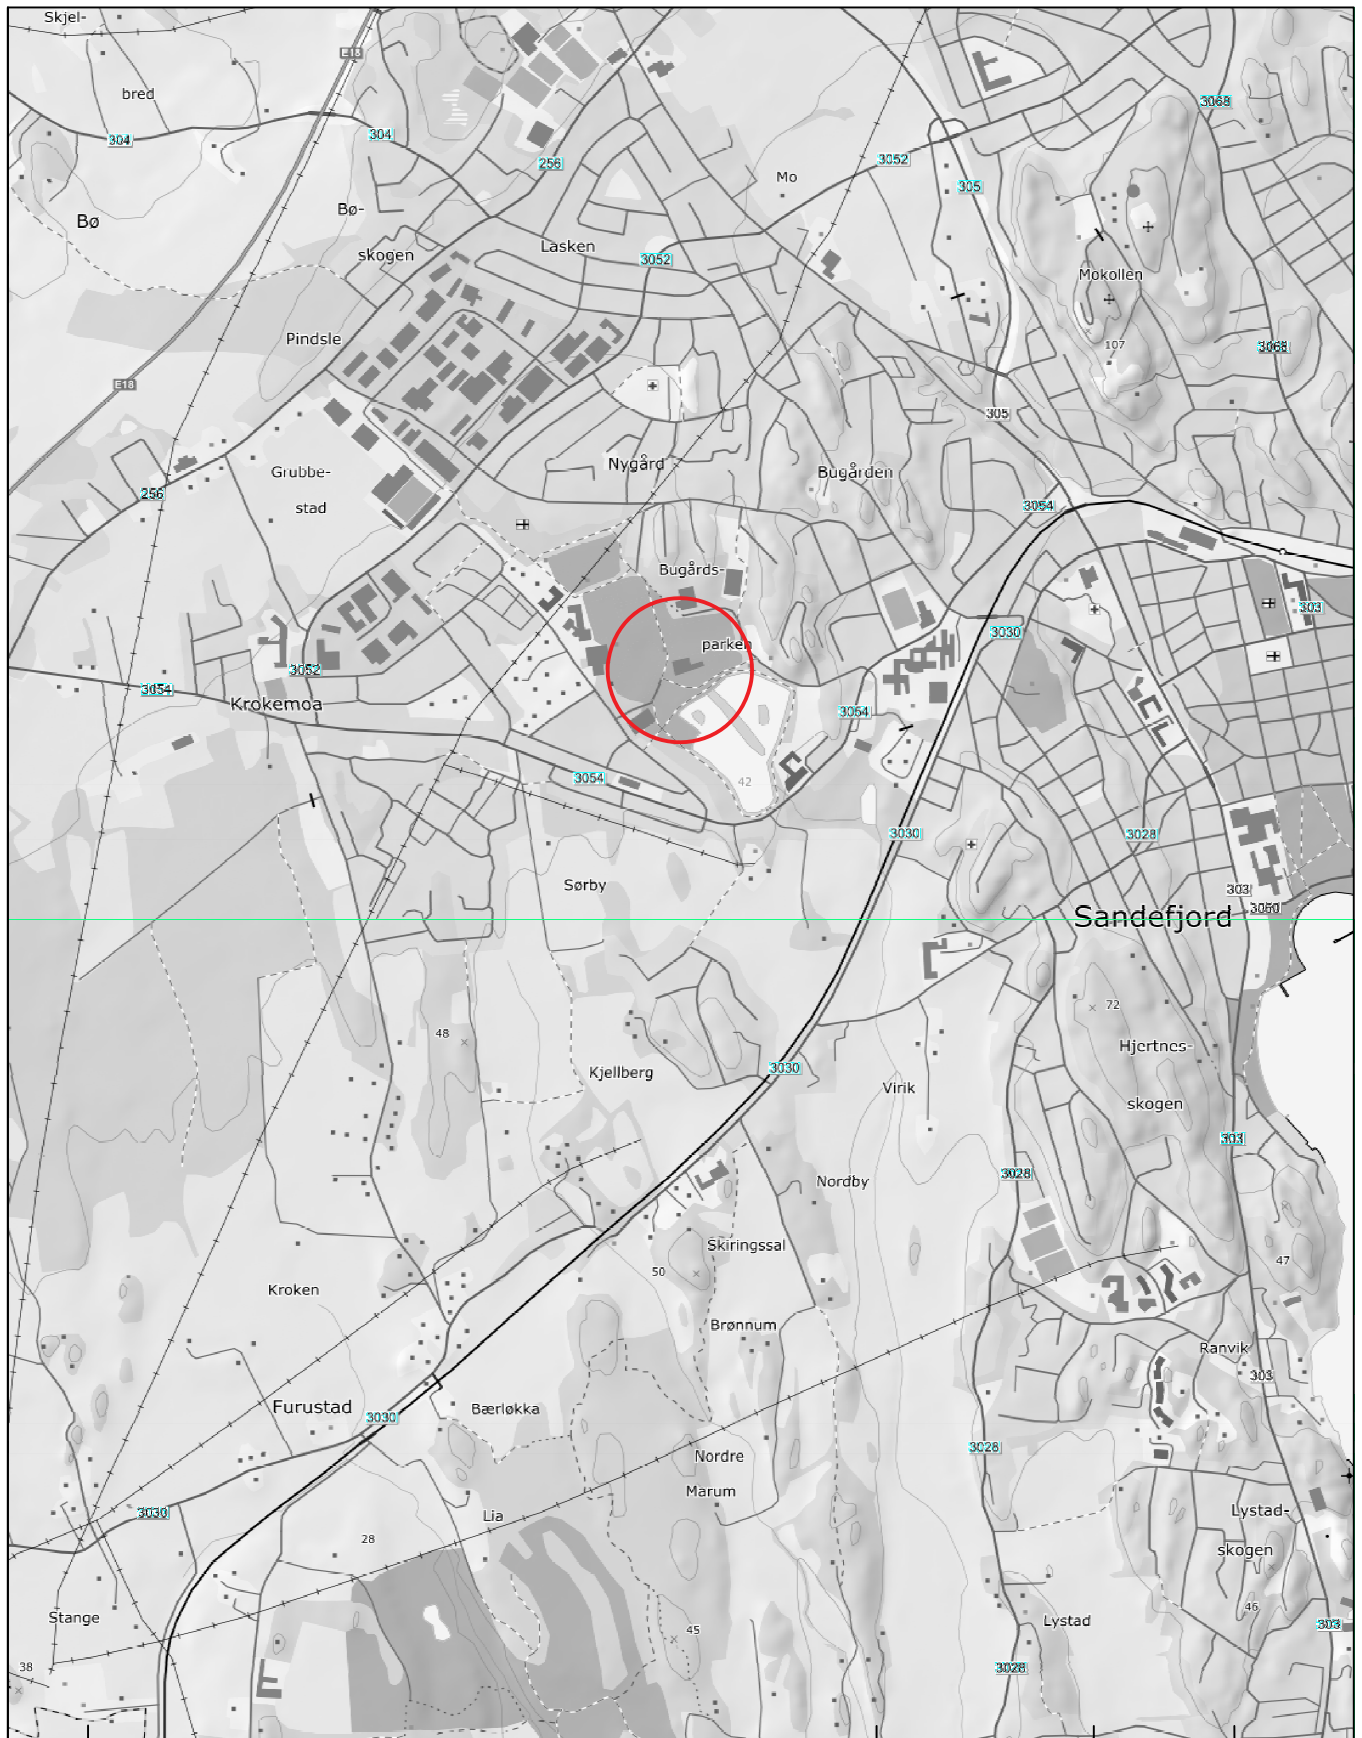 Skjel-
E18
bred
3068
304
304
256
3052
Mo
305
Bø-
Bø
Lasken
skogen
3052
Mokollen
Pindsle
107
3068
E18
305
Nygård
Grubbe-
Bugården
256
stad
3054
Bugårds-
303
3030
parken
3052
3054
Krokemoa
3054
3054
42
3030
3028
Sørby
303
3060
Sandefjord
72
48
Hjertnes-
3030
Kjellberg
Virik
skogen
303
3028
Nordby
Skiringssal
47
50
Kroken
Brønnum
Ranvik
303
Furustad
Bærløkka
3030
3028
Nordre
Marum
Lystad-
3030
Lia
28
skogen
46
Stange
Lystad
303
45
38
3028